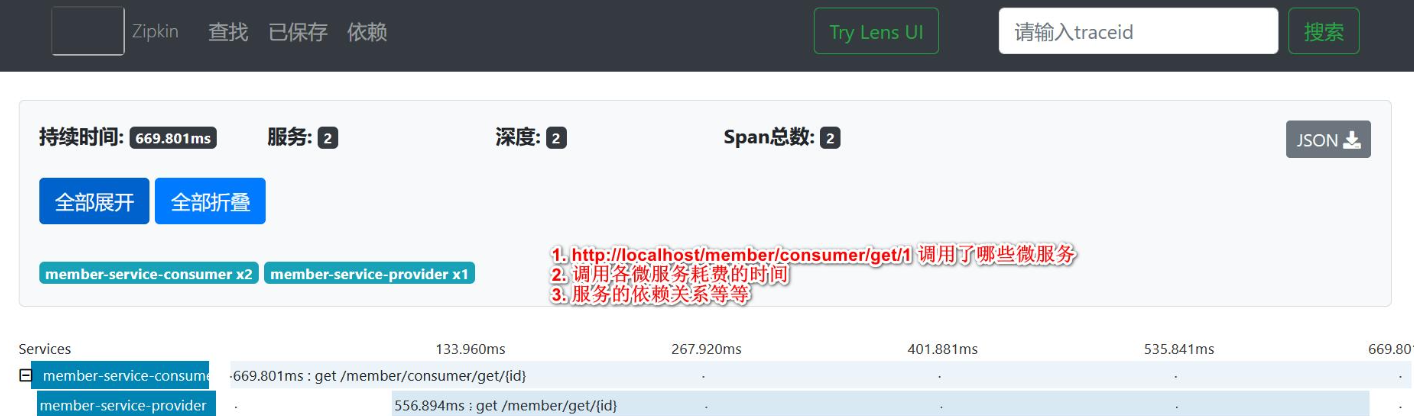 Zipkin 查找 已保存 依赖 Try Lens UI 请输入traceid 搜索
持续时间: 669.801ms 服务: 2 深度: 2 Span总数: 2 JSON
全部展开 全部折叠
member-service-consumer x2 member-service-provider x1
1. http://localhost/member/consumer/get/1 调用了哪些微服务
2. 调用各微服务耗费的时间
3. 服务的依赖关系等等
Services 133.960ms 267.920ms 401.881ms 535.841ms 669.80
member-service-consume 669.801ms : get /member/consumer/get/{id}
member-service-provider 556.894ms : get /member/get/{id}